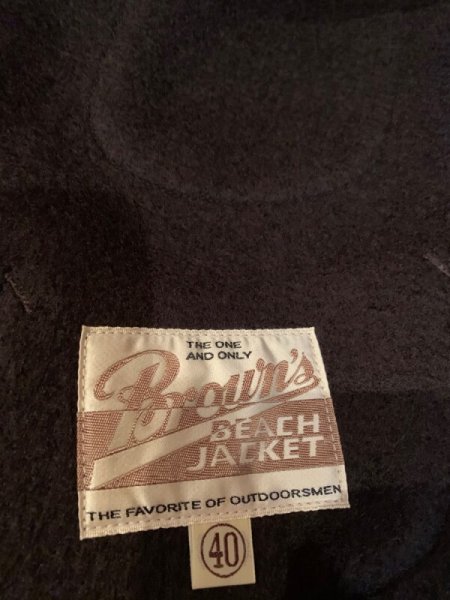 THE ONE
AND ONLY
Brown's
BEACH
JACKET
THE FAVORITE OF OUTDOORSMEN
40